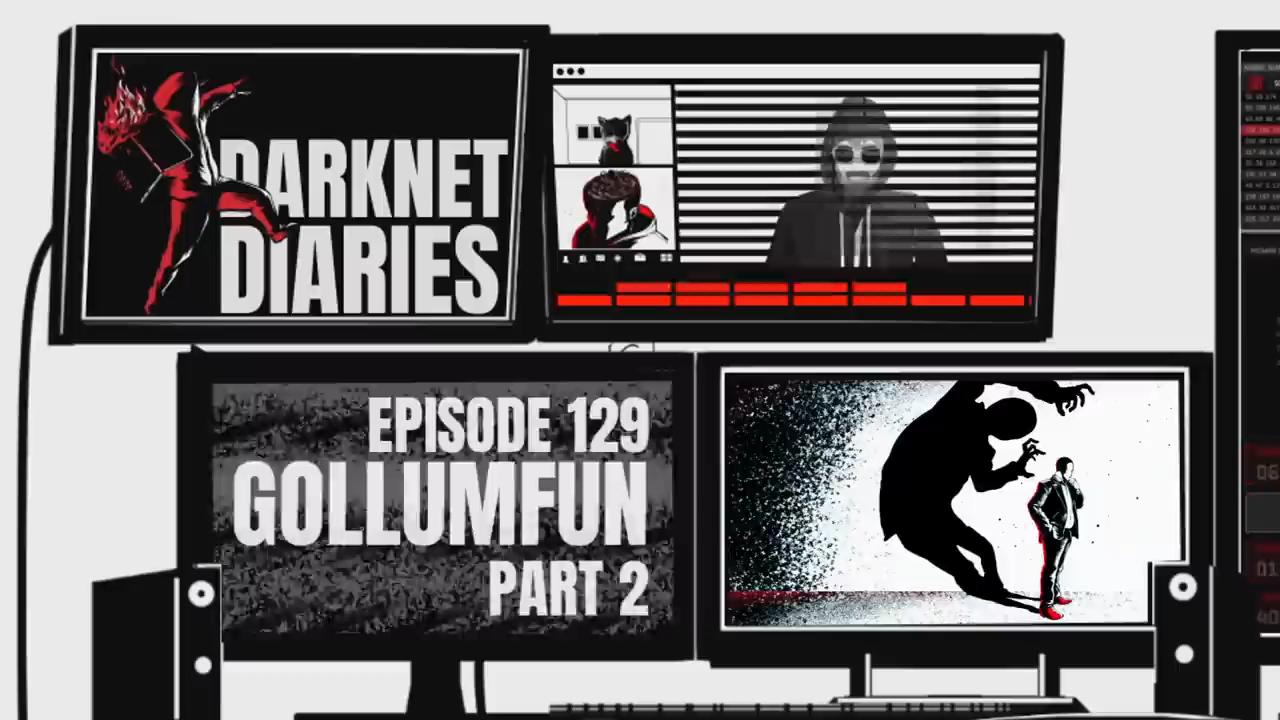 DARKNET
DIARIES
EPISODE 129
GOLLUMFUN
PART 2